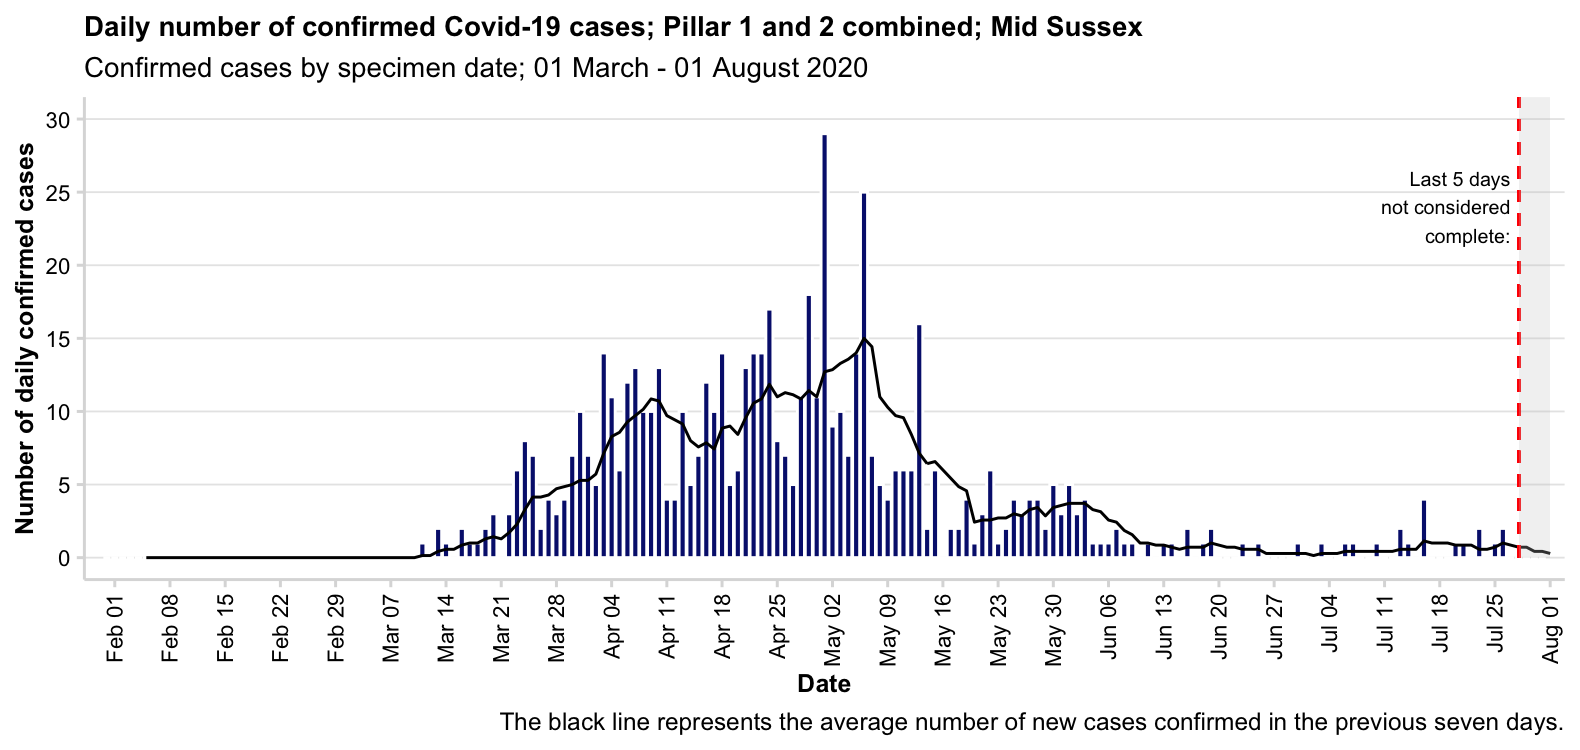 Daily number of confirmed Covid-19 cases; Pillar 1 and 2 combined; Mid Sussex
Confirmed cases by specimen date; 01 March - 01 August 2020
Number of daily confirmed cases
30
25
20
15
10
5
0
Last 5 days
not considered
complete:
Feb 01
Feb 08
Feb 15
Feb 22
Feb 29
Mar 07
Mar 14
Mar 21
Mar 28
Apr 04
Apr 11
Apr 18
Apr 25
May 02
May 09
May 16
May 23
May 30
Jun 06
Jun 13
Jun 20
Jun 27
Jul 04
Jul 11
Jul 18
Jul 25
Aug 01
Date
The black line represents the average number of new cases confirmed in the previous seven days.